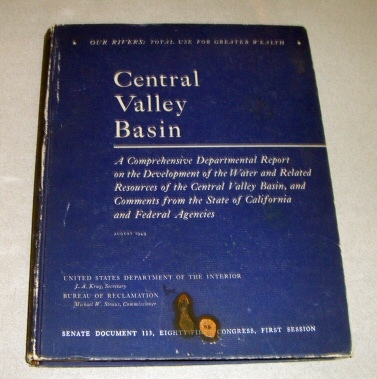 OUR RIVERS: TOTAL USE FOR GREATER WEALTH
Central
Valley
Basin
A Comprehensive Departmental Report
on the Development of the Water and Related
Resources of the Central Valley Basin, and
Comments from the State of California
and Federal Agencies
AUGUST 1949
UNITED STATES DEPARTMENT OF THE INTERIOR
J. A. Krug, Secretary
BUREAU OF RECLAMATION
Michael W. Straus, Commissioner
SENATE DOCUMENT 113, EIGHTY-FIRST CONGRESS, FIRST SESSION